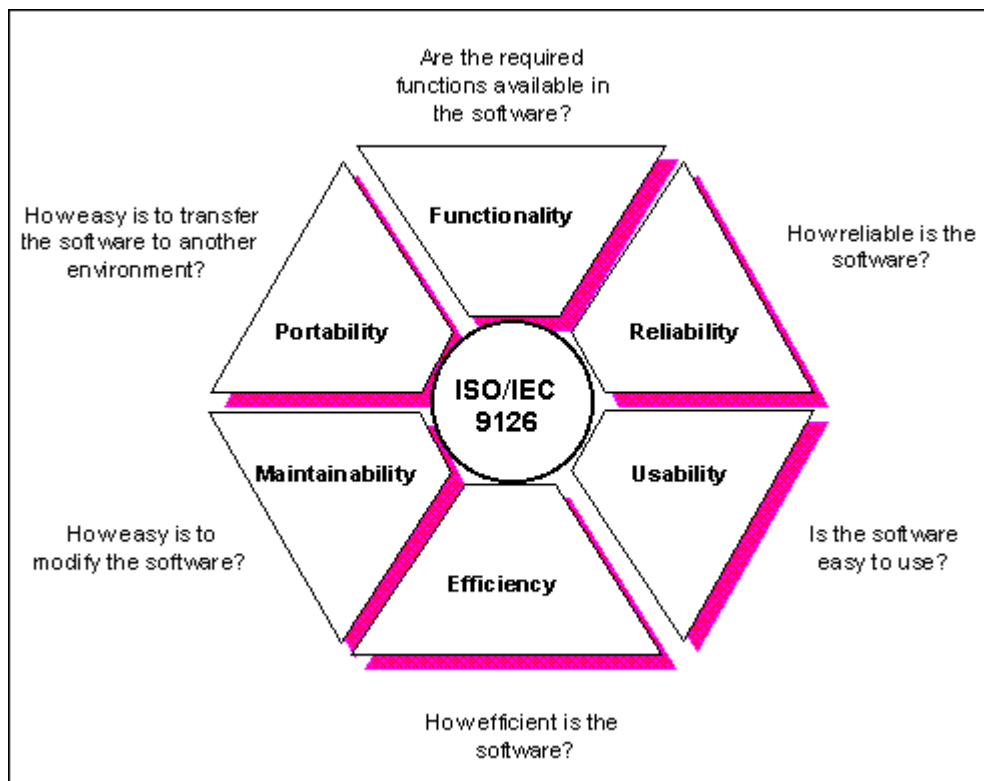 Are the required
functions available in
the software?
Functionality
How easy is to transfer
the software to another
environment?
How reliable is the
software?
Portability
Reliability
ISO/IEC
9126
Maintainability
Usability
How easy is to
modify the software?
Is the software
easy to use?
Efficiency
How efficient is the
software?